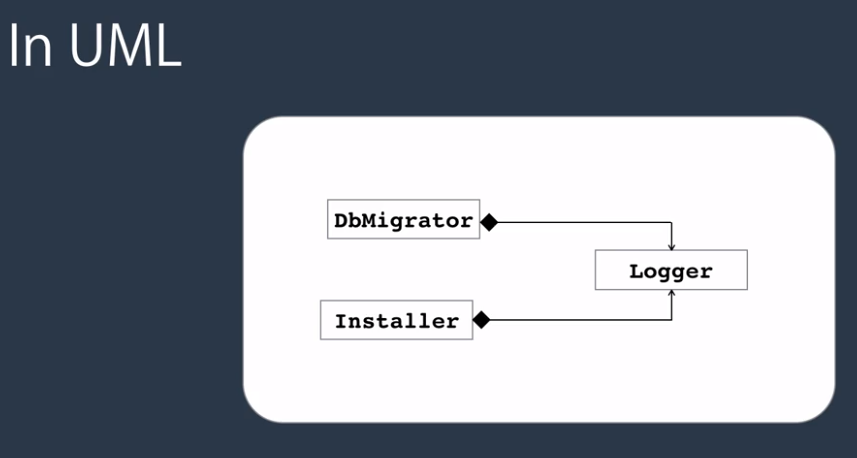 In UML
DbMigrator
Logger
Installer